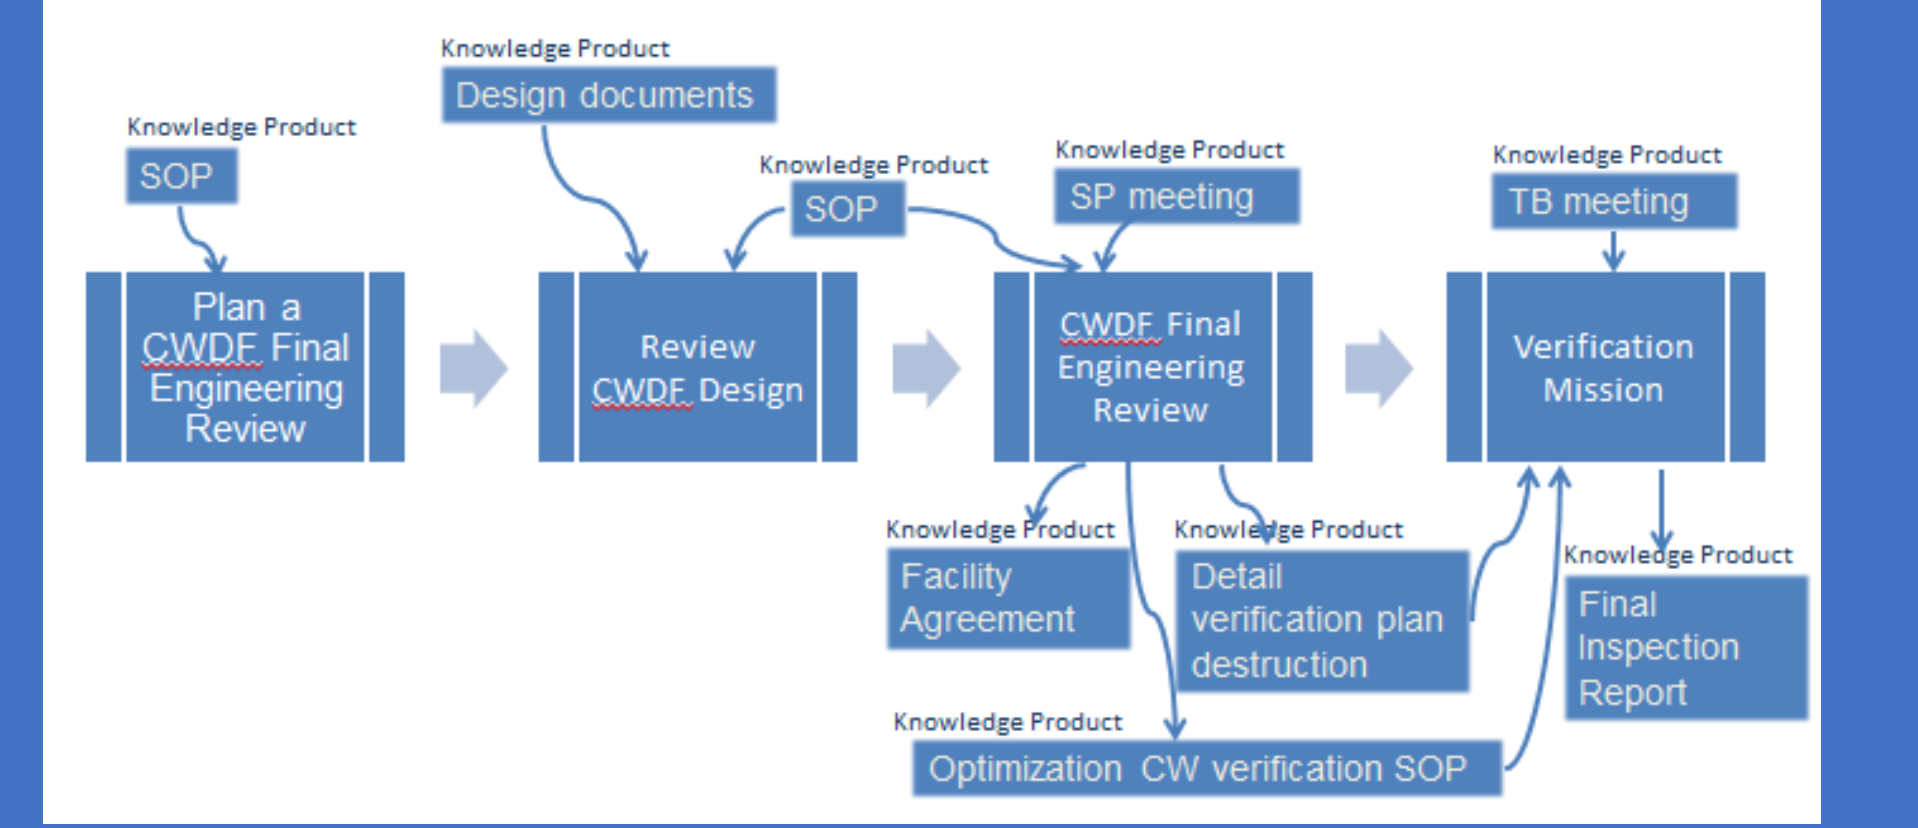 Knowledge Product
Design documents
Knowledge Product
SOP
Knowledge Product
SOP
Knowledge Product
SP meeting
Knowledge Product
TB meeting
Plan a
CWDF Final
Engineering
Review
Review
CWDF Design
CWDF Final
Engineering
Review
Verification
Mission
Knowledge Product
Facility
Agreement
Knowledge Product
Detail
verification plan
destruction
Knowledge Product
Final
Inspection
Report
Knowledge Product
Optimization CW verification SOP